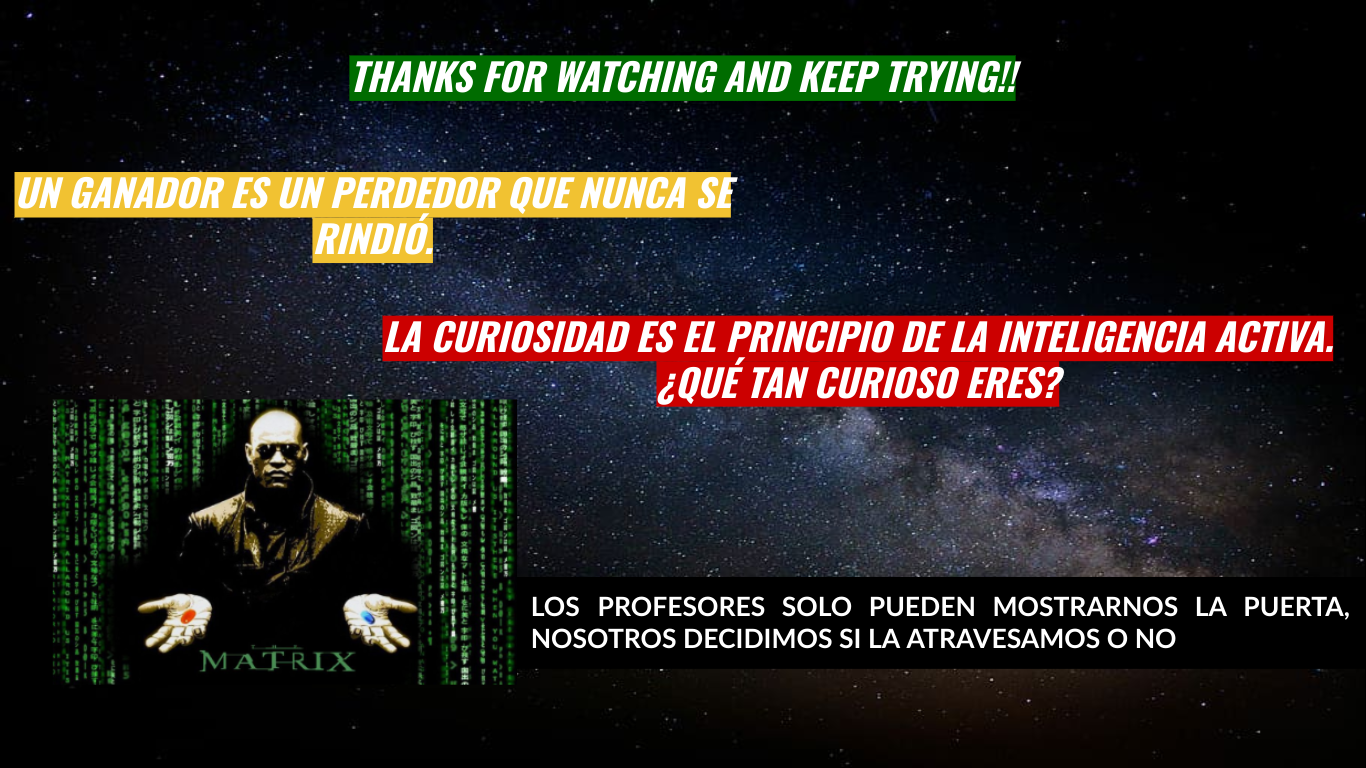 THANKS FOR WATCHING AND KEEP TRYING!!
UN GANADOR ES UN PERDEDOR QUE NUNCA SE
RINDIÓ.
LA CURIOSIDAD ES EL PRINCIPIO DE LA INTELIGENCIA ACTIVA.
¿QUÉ TAN CURIOSO ERES?
LOS PROFESORES SOLO PUEDEN MOSTRARNOS LA PUERTA,
NOSOTROS DECIDIMOS SI LA ATRAVESAMOS O NO
THE
MATRIX